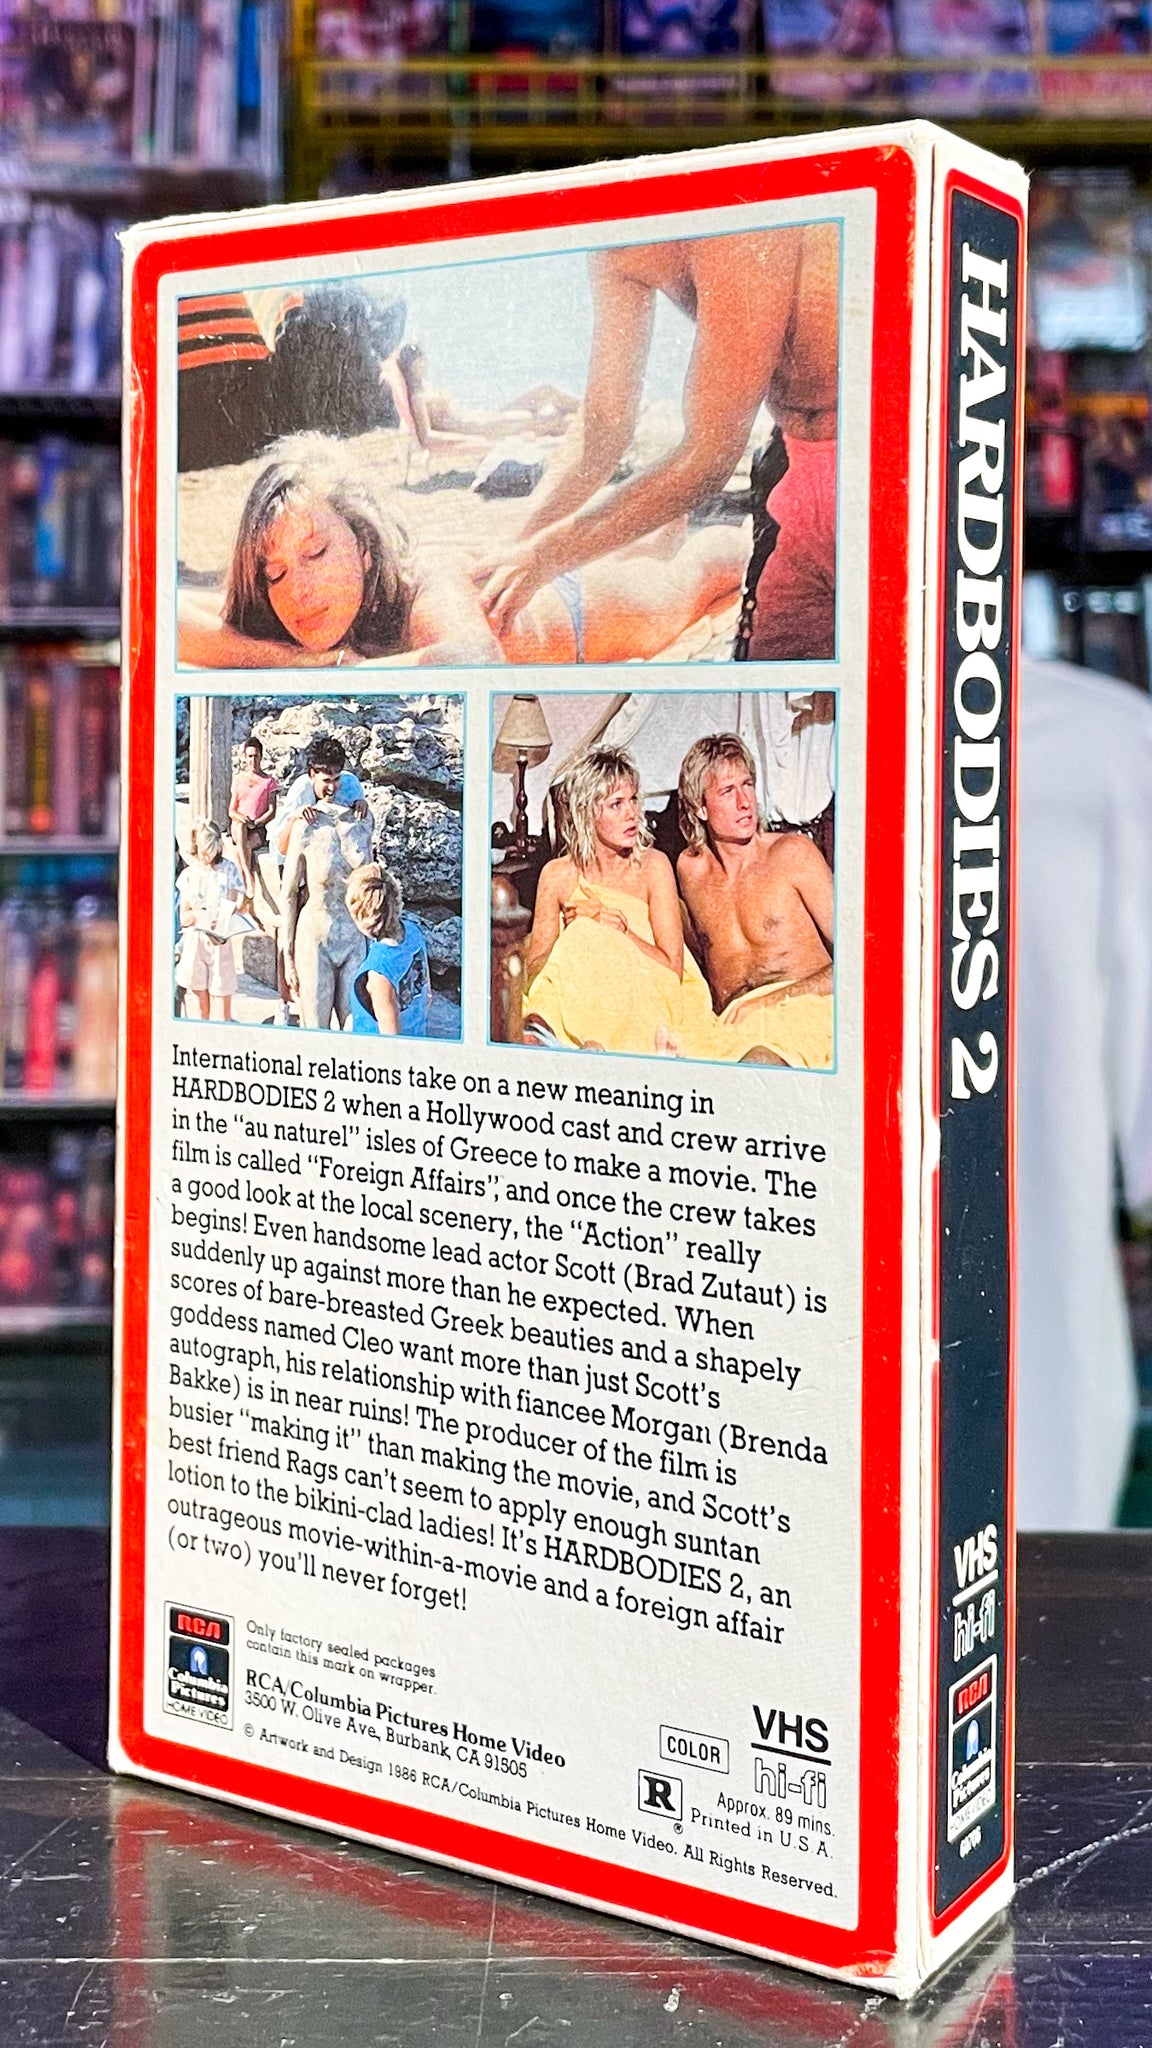 International relations take on a new meaning in
HARDBODIES 2 when a Hollywood cast and crew arrive
in the “au naturel” isles of Greece to make a movie. The
film is called “Foreign Affairs”, and once the crew takes
a good look at the local scenery, the “Action” really
begins! Even handsome lead actor Scott (Brad Zutaut) is
suddenly up against more than he expected. When
scores of bare-breasted Greek beauties and a shapely
goddess named Cleo want more than just Scott’s
autograph, his relationship with fiancee Morgan (Brenda
Bakke) is in near ruins! The producer of the film is
busier “making it” than making the movie, and Scott’s
best friend Rags can’t seem to apply enough suntan
lotion to the bikini-clad ladies! It’s HARDBODIES 2, an
outrageous movie-within-a-movie and a foreign affair
(or two) you’ll never forget!
RCA
Columbia
Pictures
HOME VIDEO
Only factory sealed packages
contain this mark on wrapper.
RCA/Columbia Pictures Home Video
3500 W. Olive Ave, Burbank, CA 91505
© Artwork and Design 1986 RCA/Columbia Pictures Home Video. All Rights Reserved.
COLOR
R
®
VHS
hi-fi
Approx. 89 mins.
Printed in U.S.A.
HARDBODIES 2
VHS
hi-fi
RCA
Columbia
Pictures
HOME VIDEO